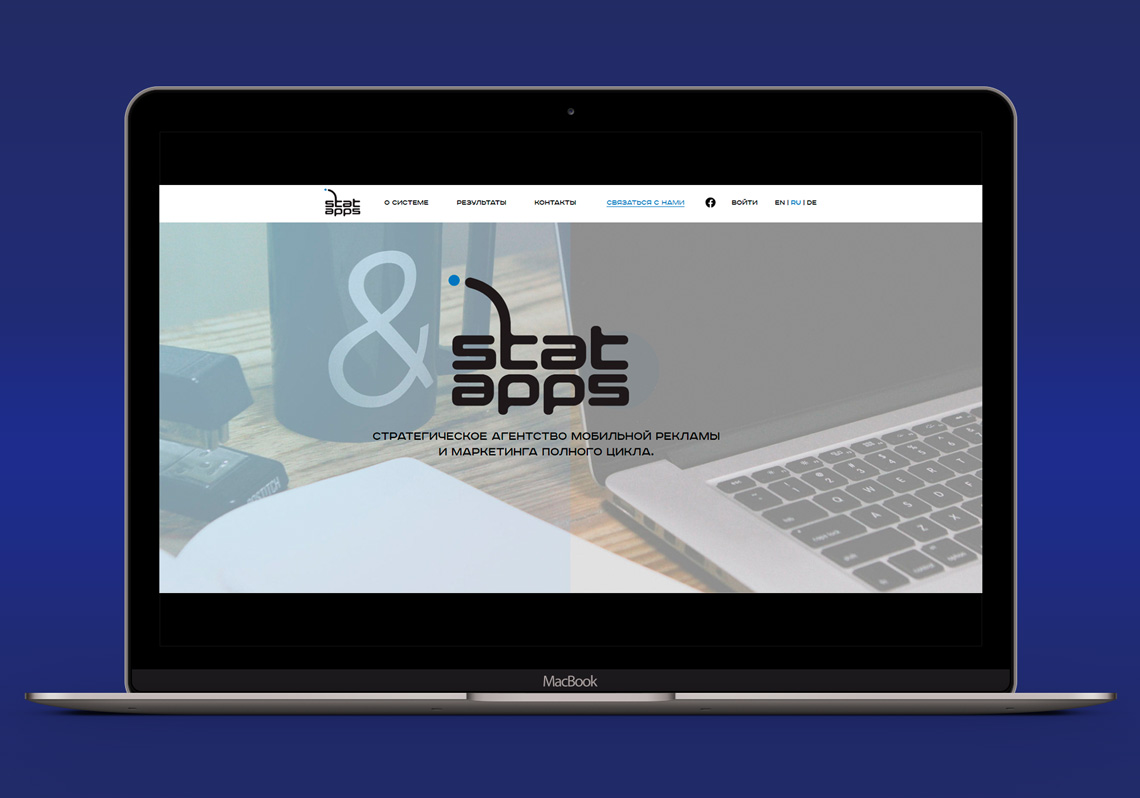 stat
apps
О СИСТЕМЕ РЕЗУЛЬТАТЫ КОНТАКТЫ СВЯЗАТЬСЯ С НАМИ ВОЙТИ EN | RU | DE
&
stat
apps
СТРАТЕГИЧЕСКОЕ АГЕНТСТВО МОБИЛЬНОЙ РЕКЛАМЫ
И МАРКЕТИНГА ПОЛНОГО ЦИКЛА.
MacBook